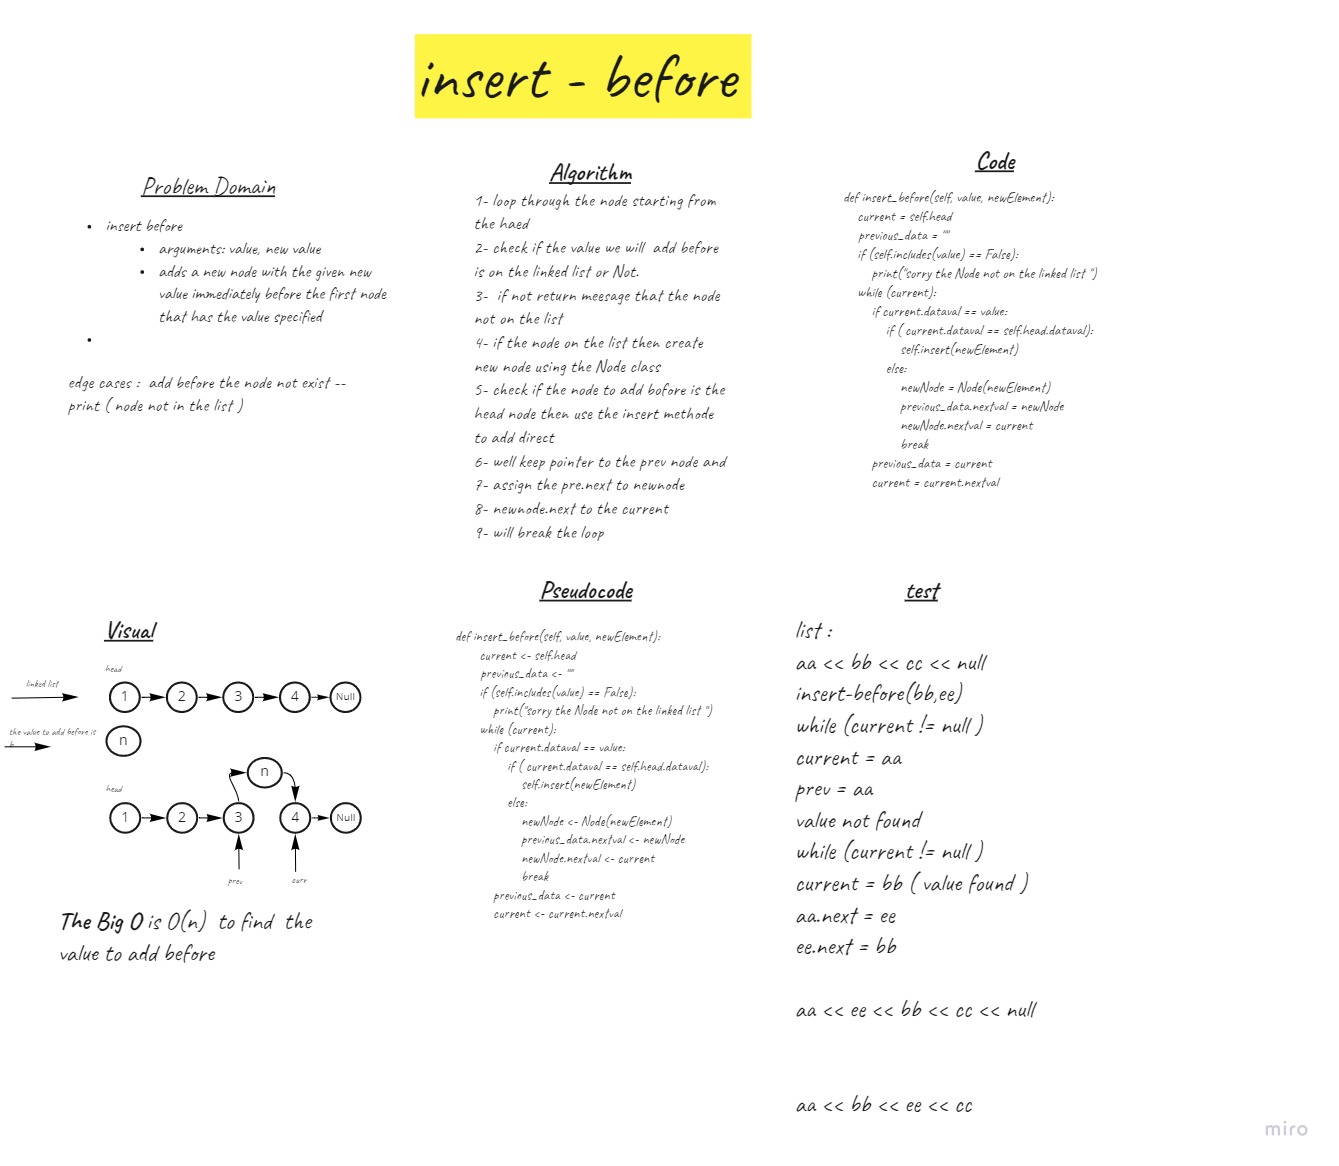 insert - before
Problem Domain
• insert before
• arguments: value, new value
• adds a new node with the given new
value immediately before the first node
that has the value specified
•
edge cases : add before the node not exist --
print ( node not in the list )
Algorithm
1- loop through the node starting from
the haed
2- check if the value we will add before
is on the linked list or Not.
3- if not return meesage that the node
not on the list
4- if the node on the list then create
new node using the Node class
5- check if the node to add bofore is the
head node then use the insert methode
to add direct
6- well keep pointer to the prev node and
7- assign the pre.next to newnode
8- newnode.next to the current
9- will break the loop
Code
def insert_before(self, value, newElement):
current = self.head
previous_data = ""
if (self.includes(value) == False):
print("sorry the Node not on the linked list ")
while (current):
if current.dataval == value:
if ( current.dataval == self.head.dataval):
self.insert(newElement)
else:
newNode = Node(newElement)
previous_data.nextval = newNode
newNode.nextval = current
break
previous_data = current
current = current.nextval
Visual
head
linked list
1 2 3 4 Null
the value to add before is
n
head
n
1 2 3 4 Null
prev curr
The Big O is O(n) to find the
value to add before
Pseudocode
def insert_before(self, value, newElement):
current <- self.head
previous_data <- ""
if (self.includes(value) == False):
print("sorry the Node not on the linked list ")
while (current):
if current.dataval == value:
if ( current.dataval == self.head.dataval):
self.insert(newElement)
else:
newNode <- Node(newElement)
previous_data.nextval <- newNode
newNode.nextval <- current
break
previous_data <- current
current <- current.nextval
test
list :
aa << bb << cc << null
insert-before(bb,ee)
while (current != null )
current = aa
prev = aa
value not found
while (current != null )
current = bb ( value found )
aa.next = ee
ee.next = bb
aa << ee << bb << cc << null
aa << bb << ee << cc
miro